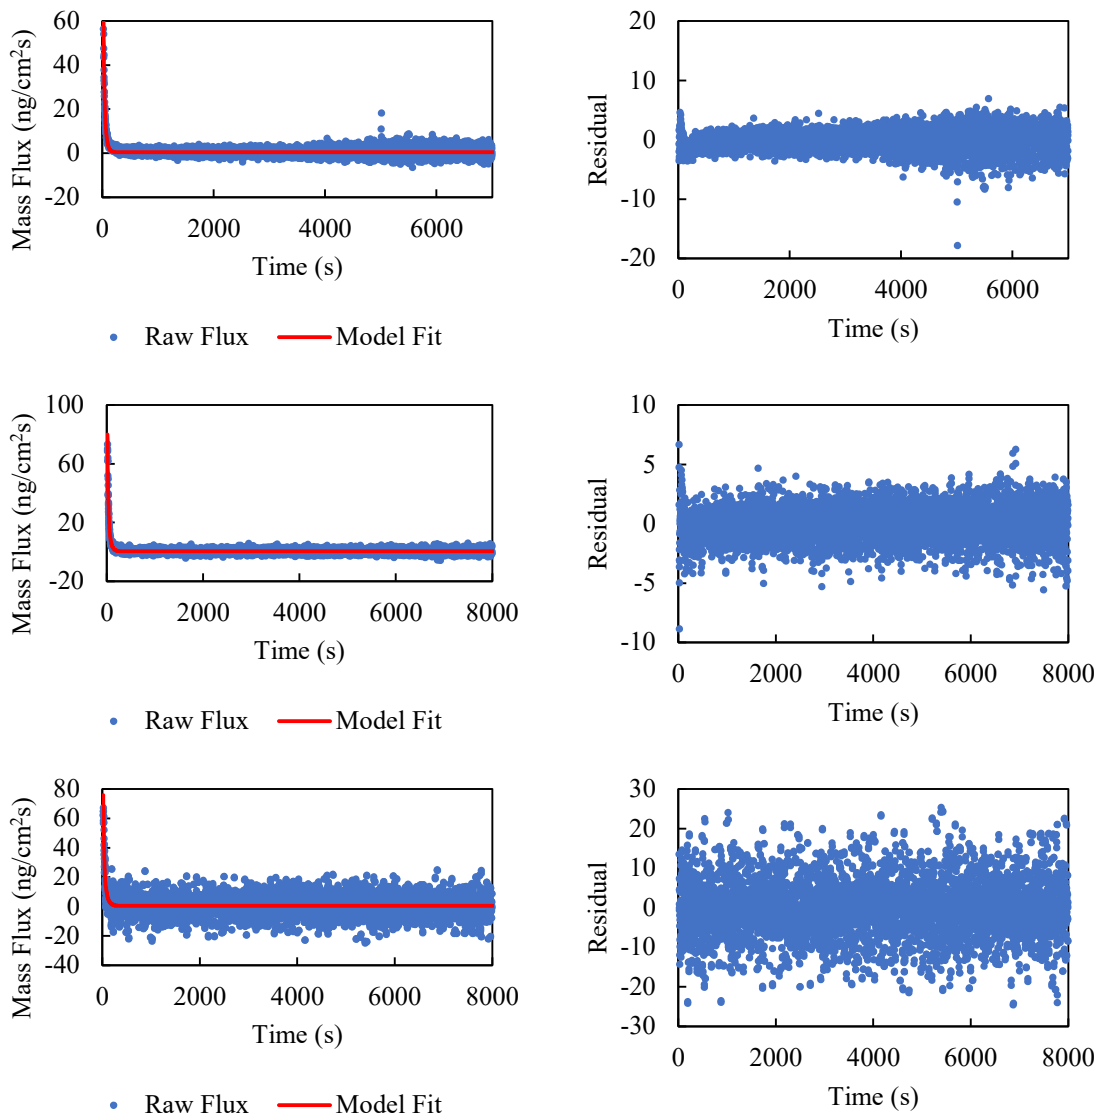 Mass Flux (ng/cm²s)
60
40
20
0
-20
0 2000 4000 6000
Time (s)
Raw Flux Model Fit
Residual
20
10
0
-10
-20
0 2000 4000 6000
Time (s)
Mass Flux (ng/cm²s)
100
60
20
-20
0 2000 4000 6000 8000
Time (s)
Raw Flux Model Fit
Residual
10
5
0
-5
-10
0 2000 4000 6000 8000
Time (s)
Mass Flux (ng/cm²s)
80
60
40
20
0
-20
-40
0 2000 4000 6000 8000
Time (s)
Raw Flux Model Fit
Residual
30
20
10
0
-10
-20
-30
0 2000 4000 6000 8000
Time (s)